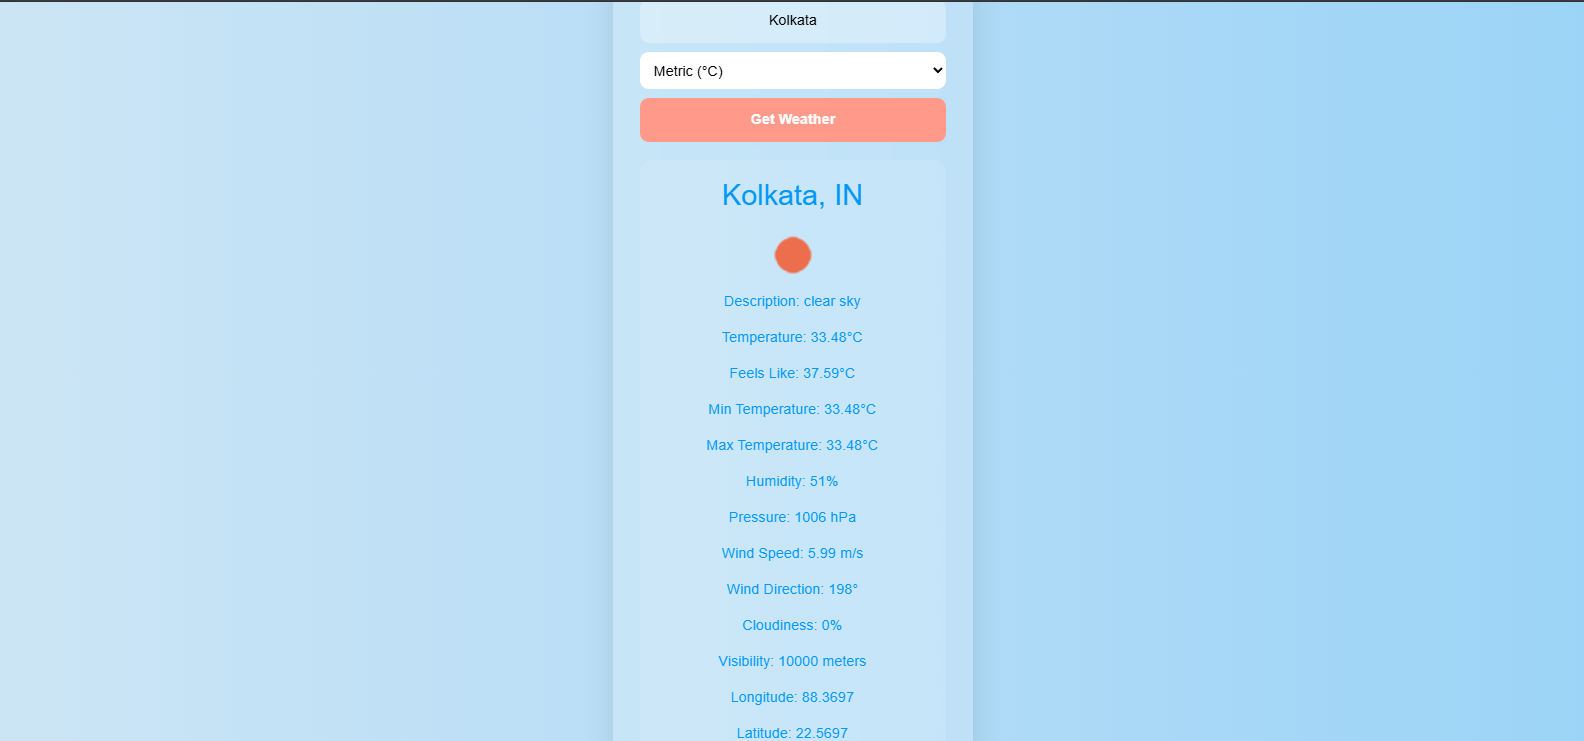 Kolkata
Metric (°C)
Get Weather
Kolkata, IN
Description: clear sky
Temperature: 33.48°C
Feels Like: 37.59°C
Min Temperature: 33.48°C
Max Temperature: 33.48°C
Humidity: 51%
Pressure: 1006 hPa
Wind Speed: 5.99 m/s
Wind Direction: 198°
Cloudiness: 0%
Visibility: 10000 meters
Longitude: 88.3697
Latitude: 22.5697